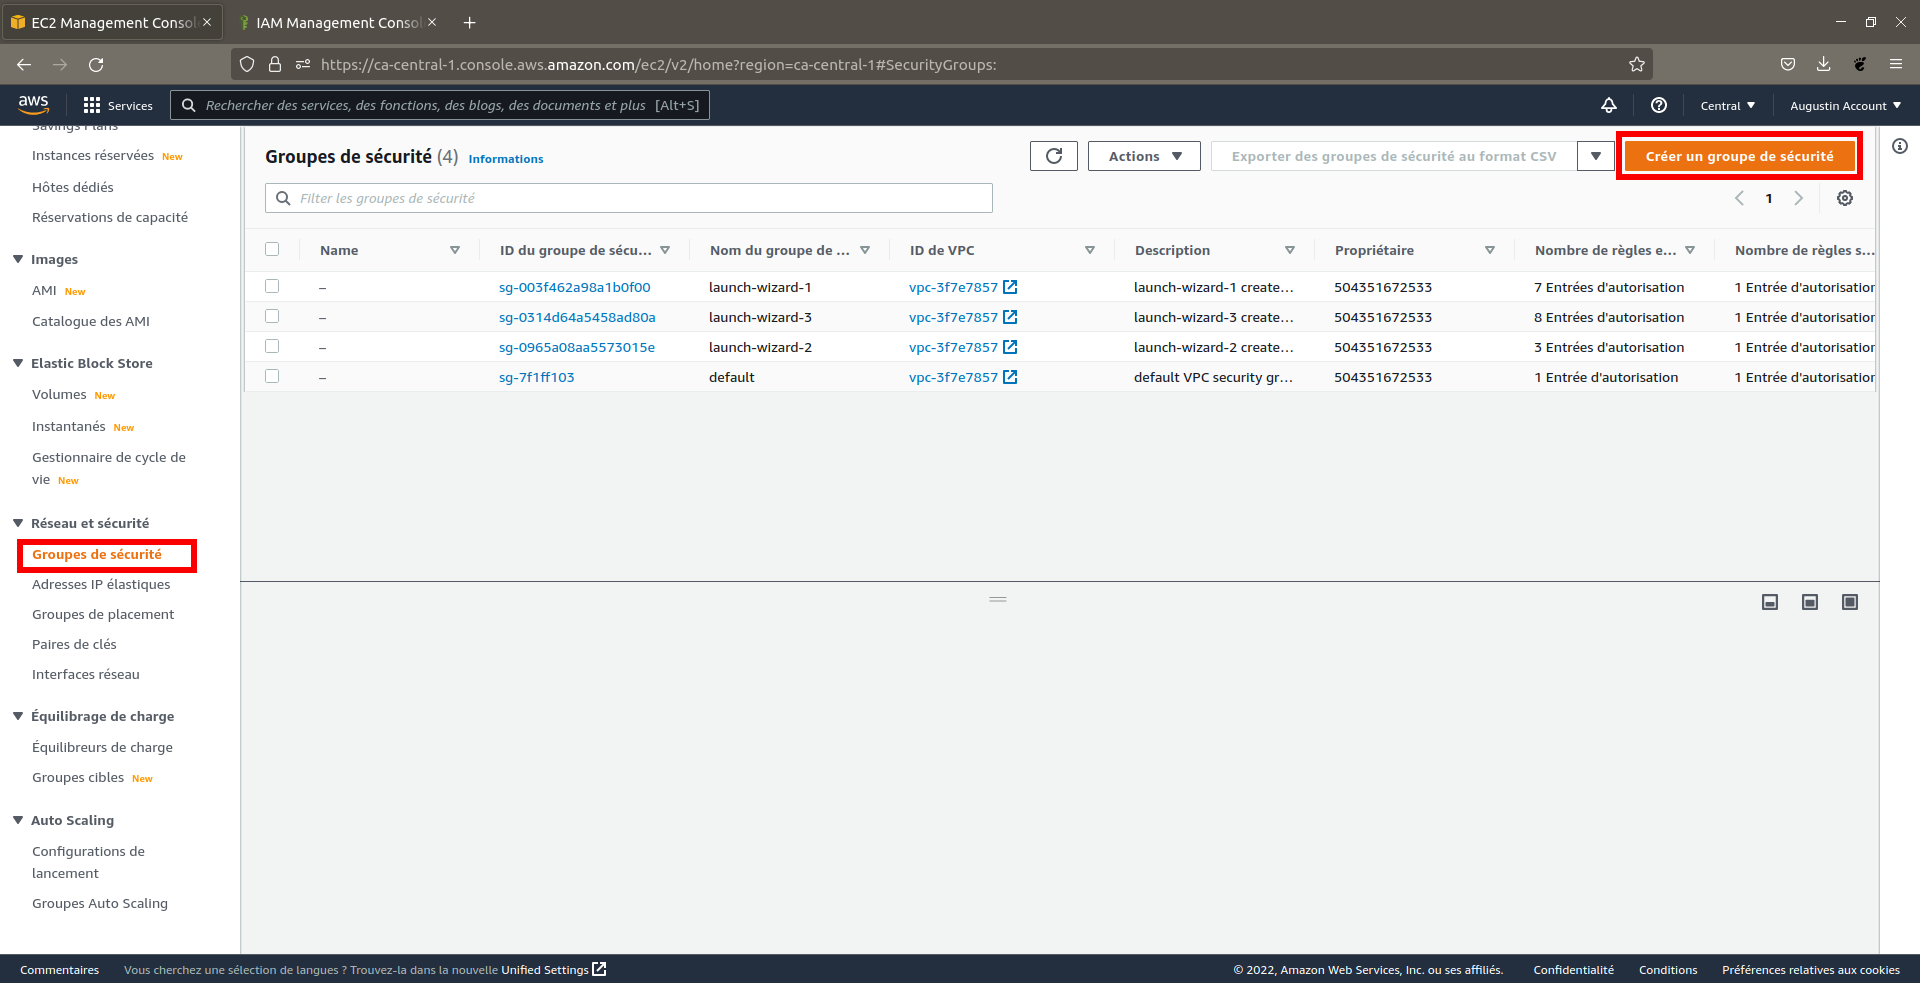 EC2 Management Consol
IAM Management Consol
https://ca-central-1.console.aws.amazon.com/ec2/v2/home?region=ca-central-1#SecurityGroups:
aws
Services
Rechercher des services, des fonctions, des blogs, des documents et plus [Alt+S]
Central
Augustin Account
Savings Plans
Instances réservées New
Hôtes dédiés
Réservations de capacité
Images
AMI New
Catalogue des AMI
Elastic Block Store
Volumes New
Instantanés New
Gestionnaire de cycle de
vie New
Réseau et sécurité
Groupes de sécurité
Adresses IP élastiques
Groupes de placement
Paires de clés
Interfaces réseau
Équilibrage de charge
Équilibreurs de charge
Groupes cibles New
Auto Scaling
Configurations de
lancement
Groupes Auto Scaling
Groupes de sécurité (4) Informations
Actions
Exporter des groupes de sécurité au format CSV
Créer un groupe de sécurité
Filter les groupes de sécurité
1
Name ID du groupe de sécu... Nom du groupe de ... ID de VPC Description Propriétaire Nombre de règles e... Nombre de règles s...
– sg-003f462a98a1b0f00 launch-wizard-1 vpc-3f7e7857 launch-wizard-1 create... 504351672533 7 Entrées d'autorisation 1 Entrée d'autorisation
– sg-0314d64a5458ad80a launch-wizard-3 vpc-3f7e7857 launch-wizard-3 create... 504351672533 8 Entrées d'autorisation 1 Entrée d'autorisation
– sg-0965a08aa5573015e launch-wizard-2 vpc-3f7e7857 launch-wizard-2 create... 504351672533 3 Entrées d'autorisation 1 Entrée d'autorisation
– sg-7f1ff103 default vpc-3f7e7857 default VPC security gr... 504351672533 1 Entrée d'autorisation 1 Entrée d'autorisation
Commentaires
Vous cherchez une sélection de langues ? Trouvez-la dans la nouvelle Unified Settings
© 2022, Amazon Web Services, Inc. ou ses affiliés.
Confidentialité
Conditions
Préférences relatives aux cookies